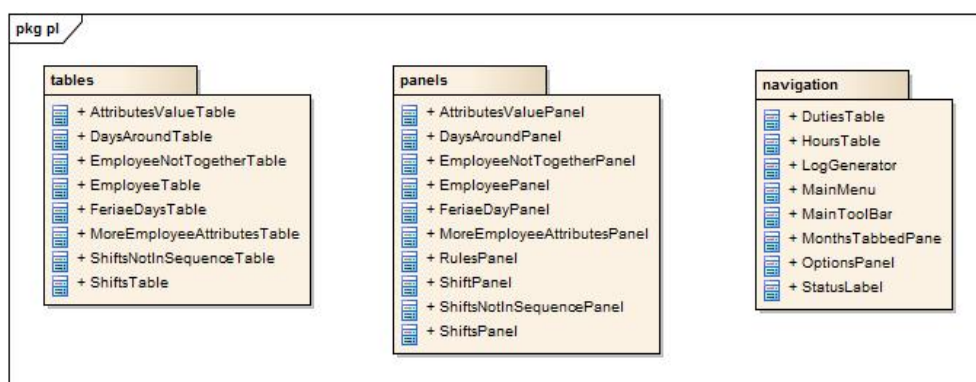 pkg pl
tables
+ AttributesValueTable
+ DaysAroundTable
+ EmployeeNotTogetherTable
+ EmployeeTable
+ FeriaeDaysTable
+ MoreEmployeeAttributesTable
+ ShiftsNotInSequenceTable
+ ShiftsTable
panels
+ AttributesValuePanel
+ DaysAroundPanel
+ EmployeeNotTogetherPanel
+ EmployeePanel
+ FeriaeDayPanel
+ MoreEmployeeAttributesPanel
+ RulesPanel
+ ShiftPanel
+ ShiftsNotInSequencePanel
+ ShiftsPanel
navigation
+ DutiesTable
+ HoursTable
+ LogGenerator
+ MainMenu
+ MainToolBar
+ MonthsTabbedPane
+ OptionsPanel
+ StatusLabel